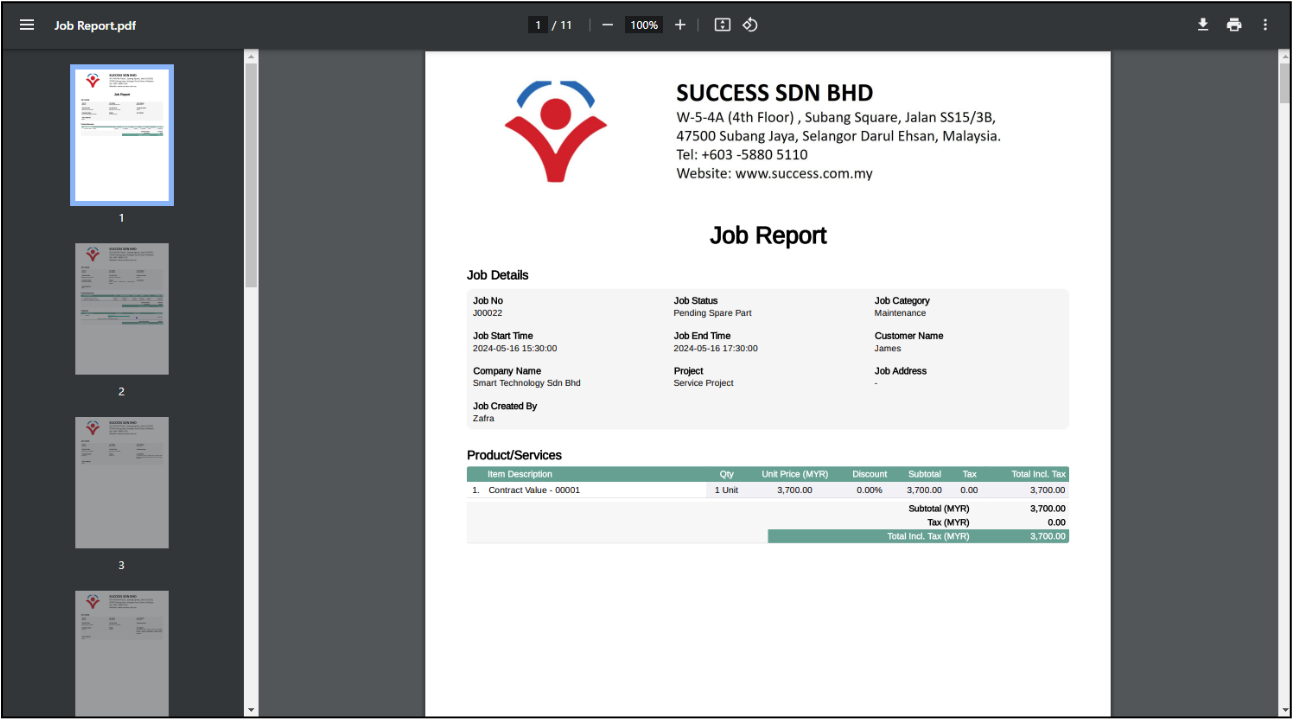 Job Report.pdf
1 / 11
100%
1
2
3
SUCCESS SDN BHD
W-5-4A (4th Floor) , Subang Square, Jalan SS15/3B,
47500 Subang Jaya, Selangor Darul Ehsan, Malaysia.
Tel: +603 -5880 5110
Website: www.success.com.my
Job Report
Job Details
Job No Job Status Job Category
J00022 Pending Spare Part Maintenance
Job Start Time Job End Time Customer Name
2024-05-16 15:30:00 2024-05-16 17:30:00 James
Company Name Project Job Address
Smart Technology Sdn Bhd Service Project -
Job Created By
Zafra
Product/Services
Item Description Qty Unit Price (MYR) Discount Subtotal Tax Total Incl. Tax
1. Contract Value - 00001 1 Unit 3,700.00 0.00% 3,700.00 0.00 3,700.00
Subtotal (MYR) 3,700.00
Tax (MYR) 0.00
Total Incl. Tax (MYR) 3,700.00